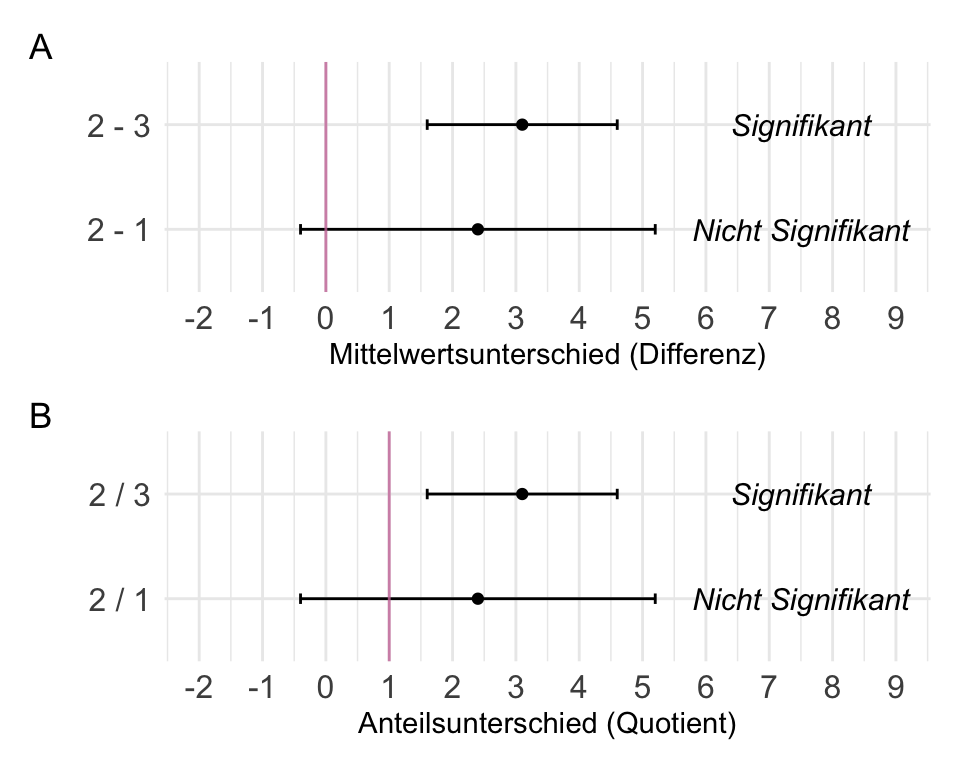 A
2 - 3
Signifikant
2 - 1
Nicht Signifikant
-2 -1 0 1 2 3 4 5 6 7 8 9
Mittelwertsunterschied (Differenz)
B
2 / 3
Signifikant
2 / 1
Nicht Signifikant
-2 -1 0 1 2 3 4 5 6 7 8 9
Anteilsunterschied (Quotient)